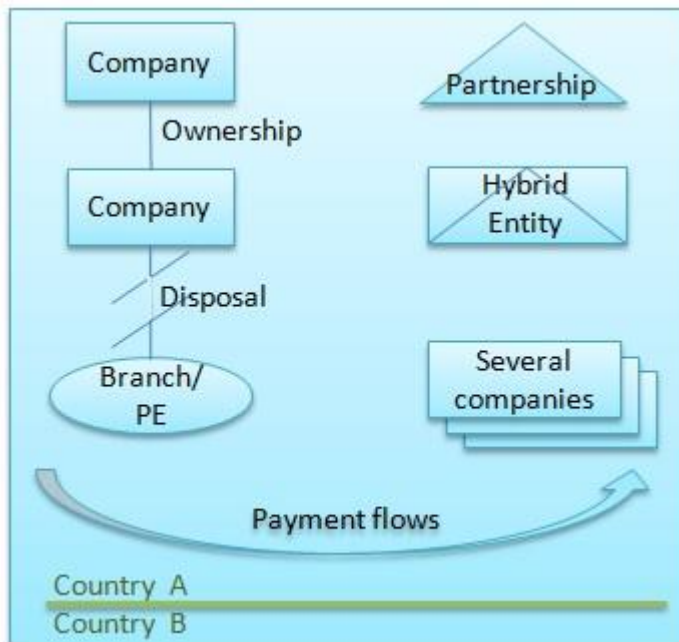 Company
Ownership
Company
Disposal
Branch/
PE
Partnership
Hybrid
Entity
Several
companies
Payment flows
Country A
Country B